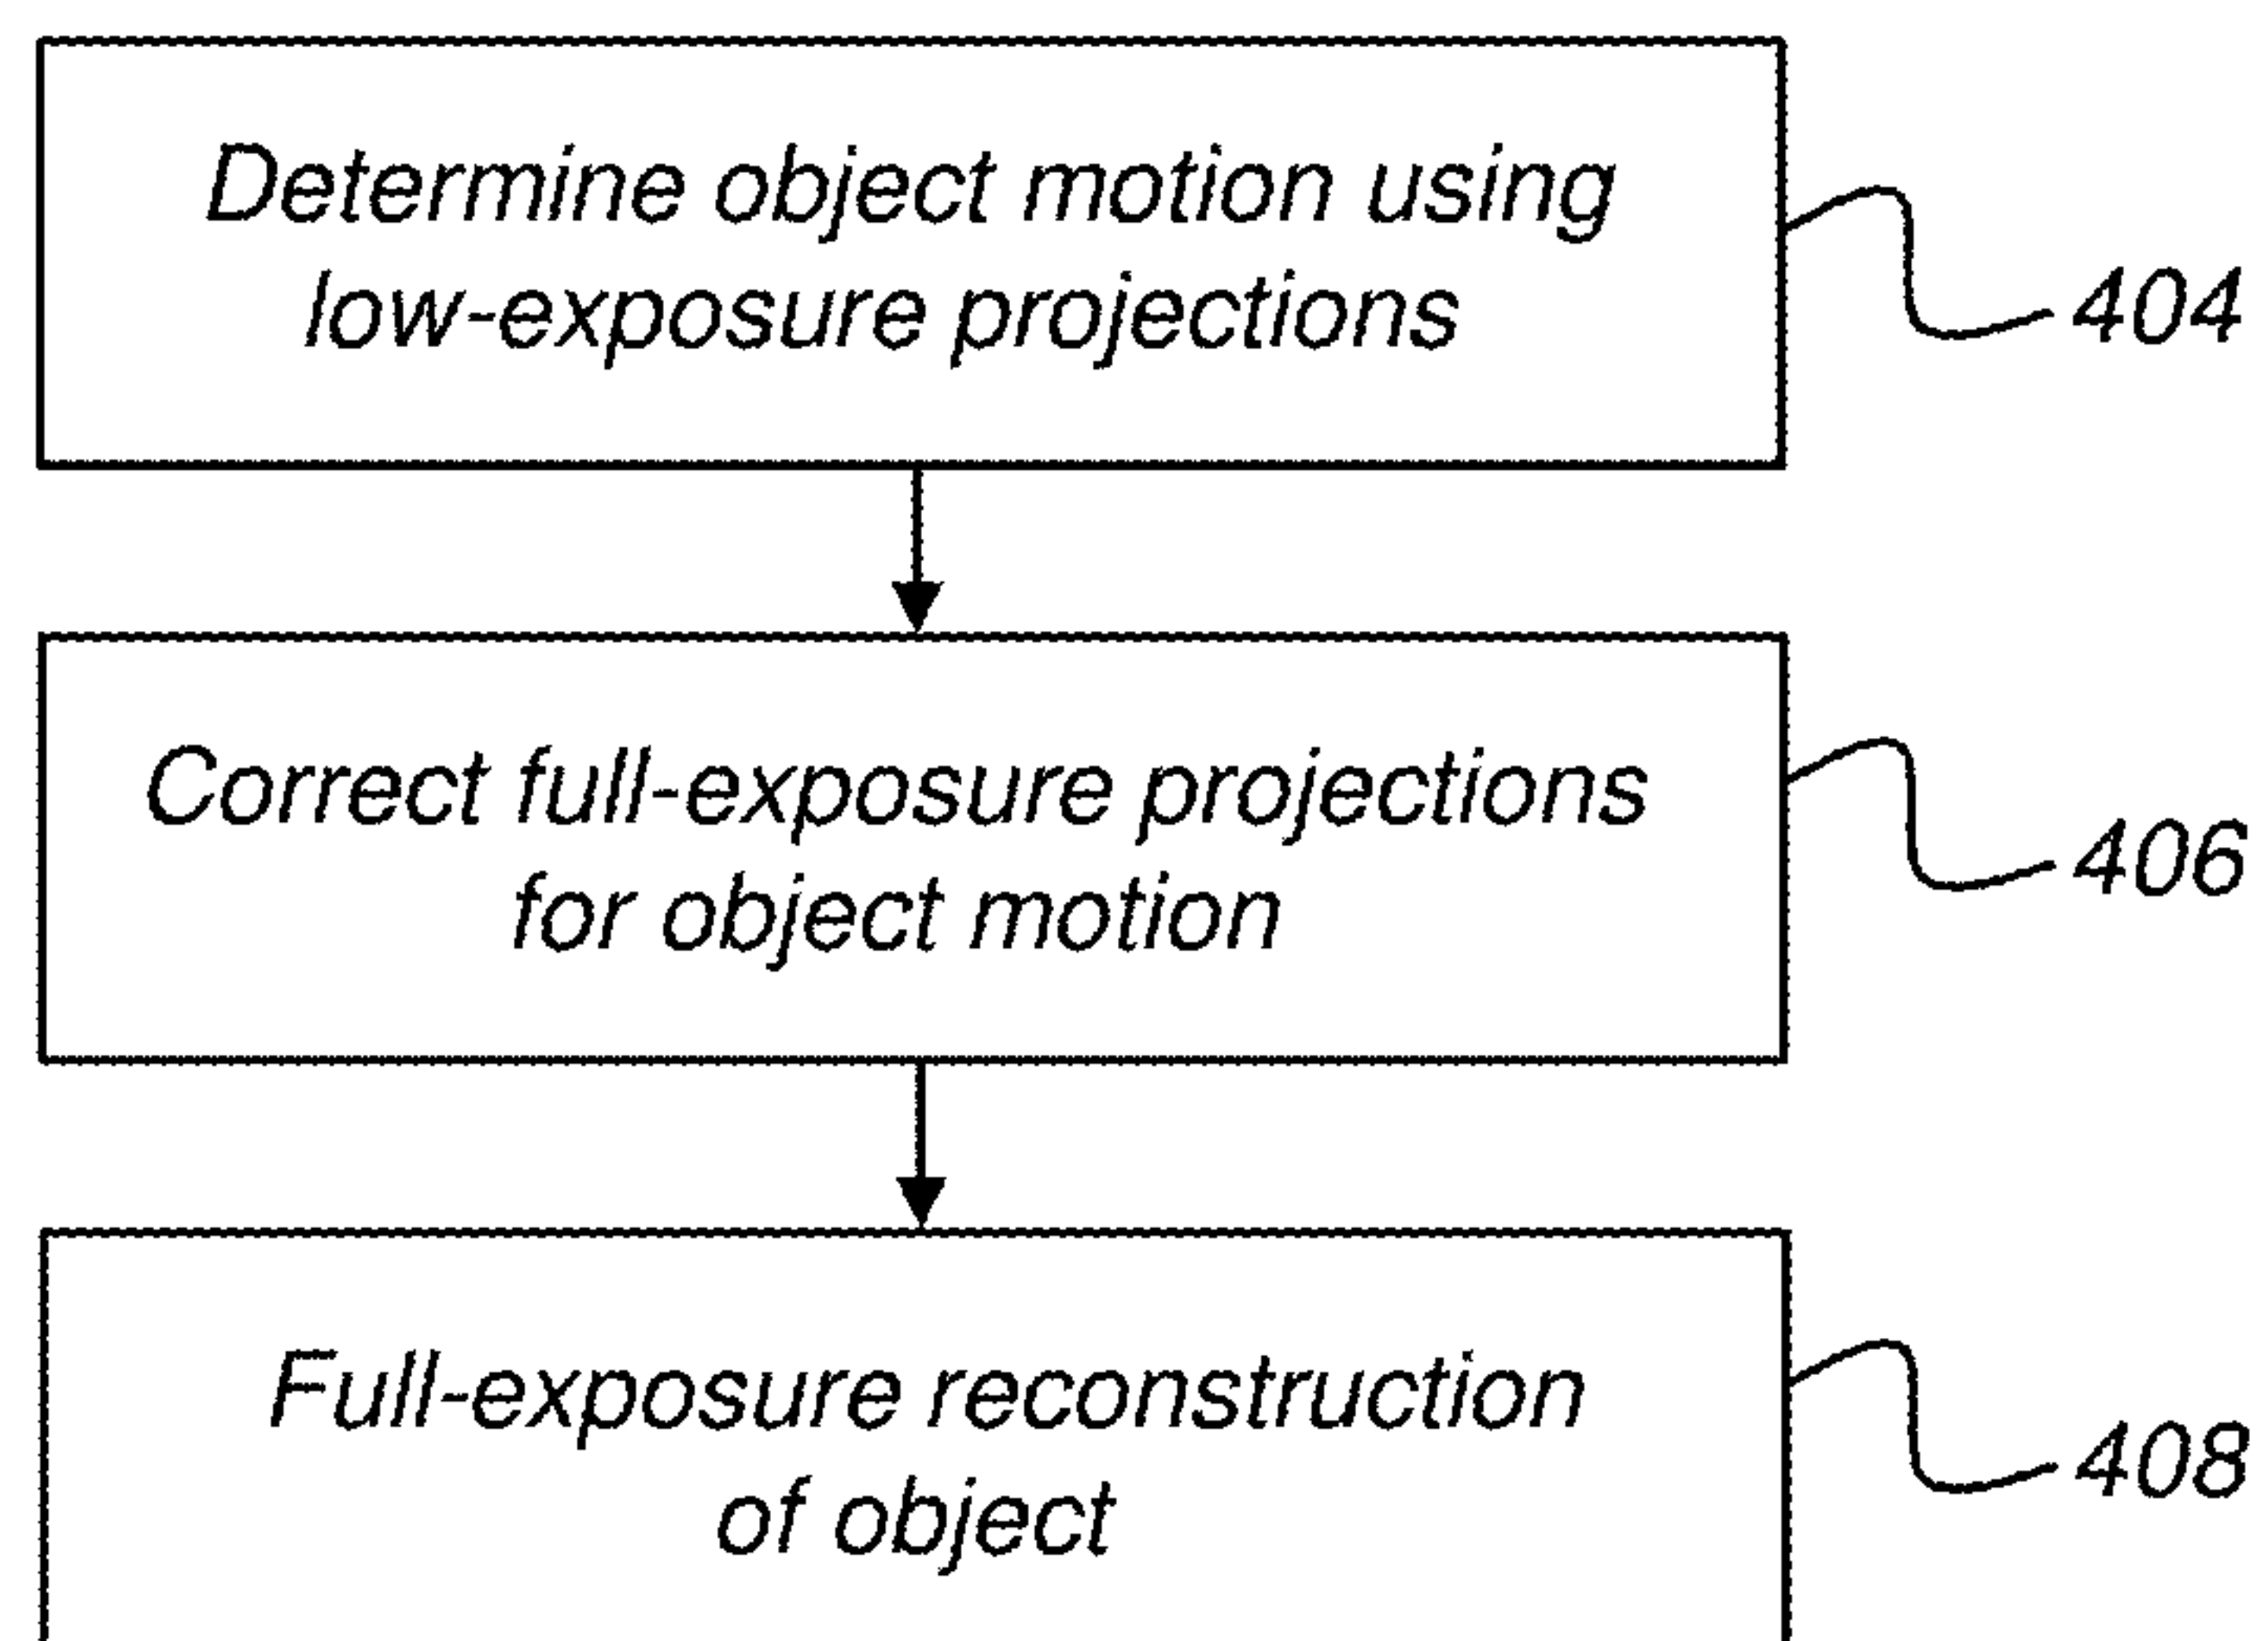 Determine object motion using
low-exposure projections
404
Correct full-exposure projections
for object motion
406
Full-exposure reconstruction
of object
408